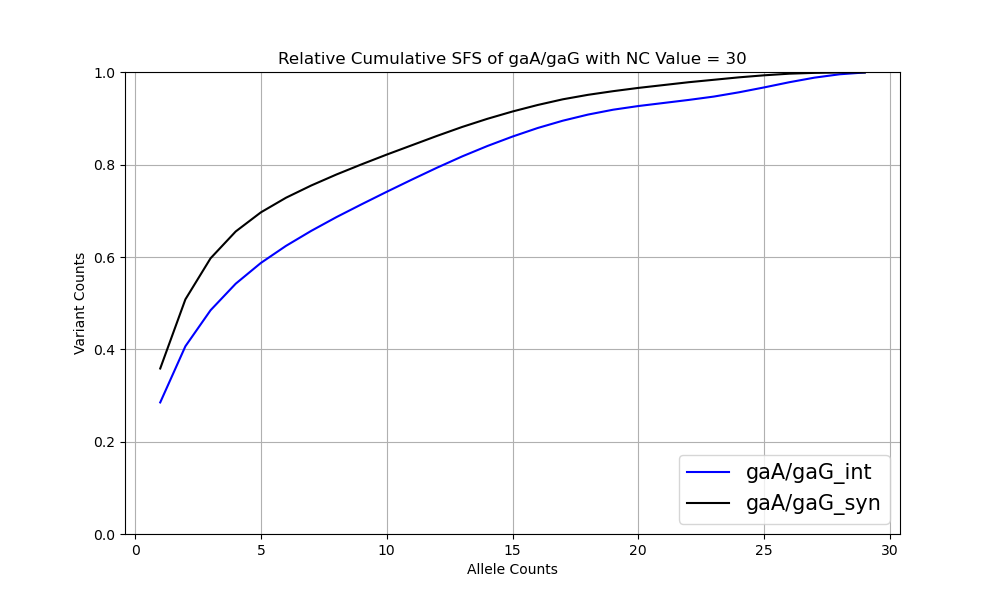 Relative Cumulative SFS of gaA/gaG with NC Value = 30
1.0
0.8
0.6
0.4
0.2
0.0
Variant Counts
0 5 10 15 20 25 30
Allele Counts
gaA/gaG_int
gaA/gaG_syn